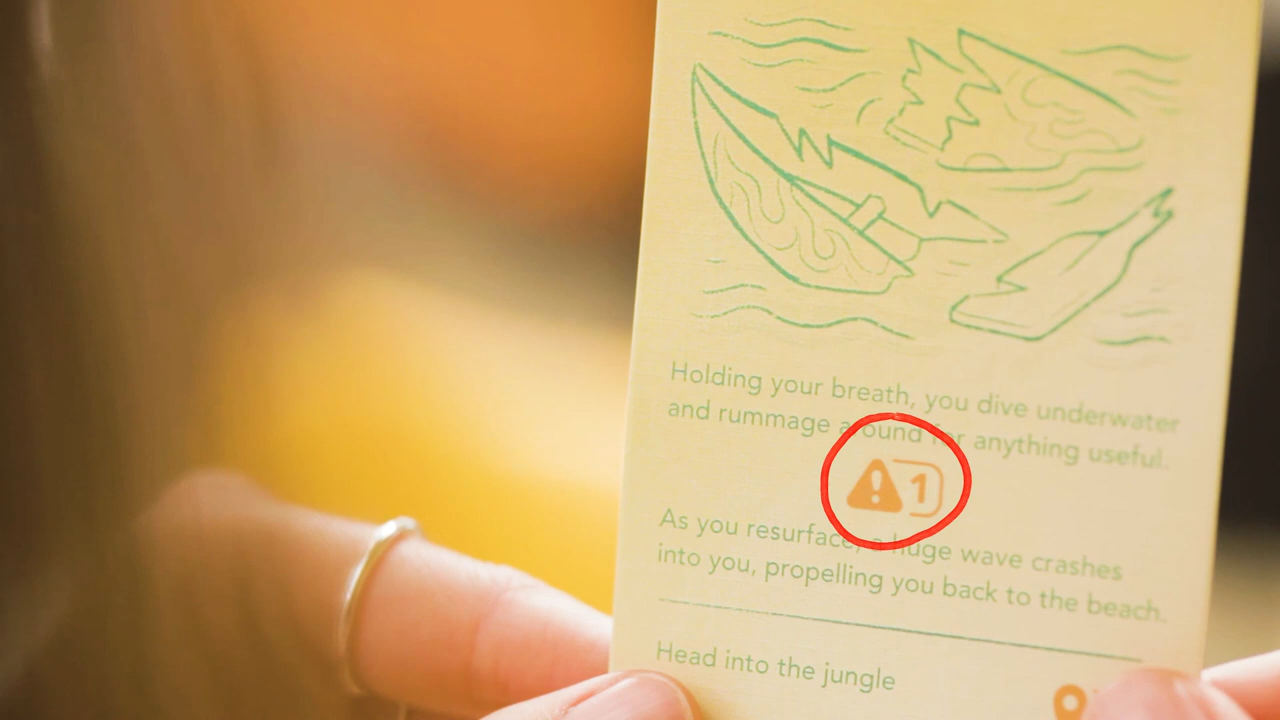 Holding your breath, you dive underwater
and rummage around for anything useful.
! 1
As you resurface, a huge wave crashes
into you, propelling you back to the beach.
Head into the jungle